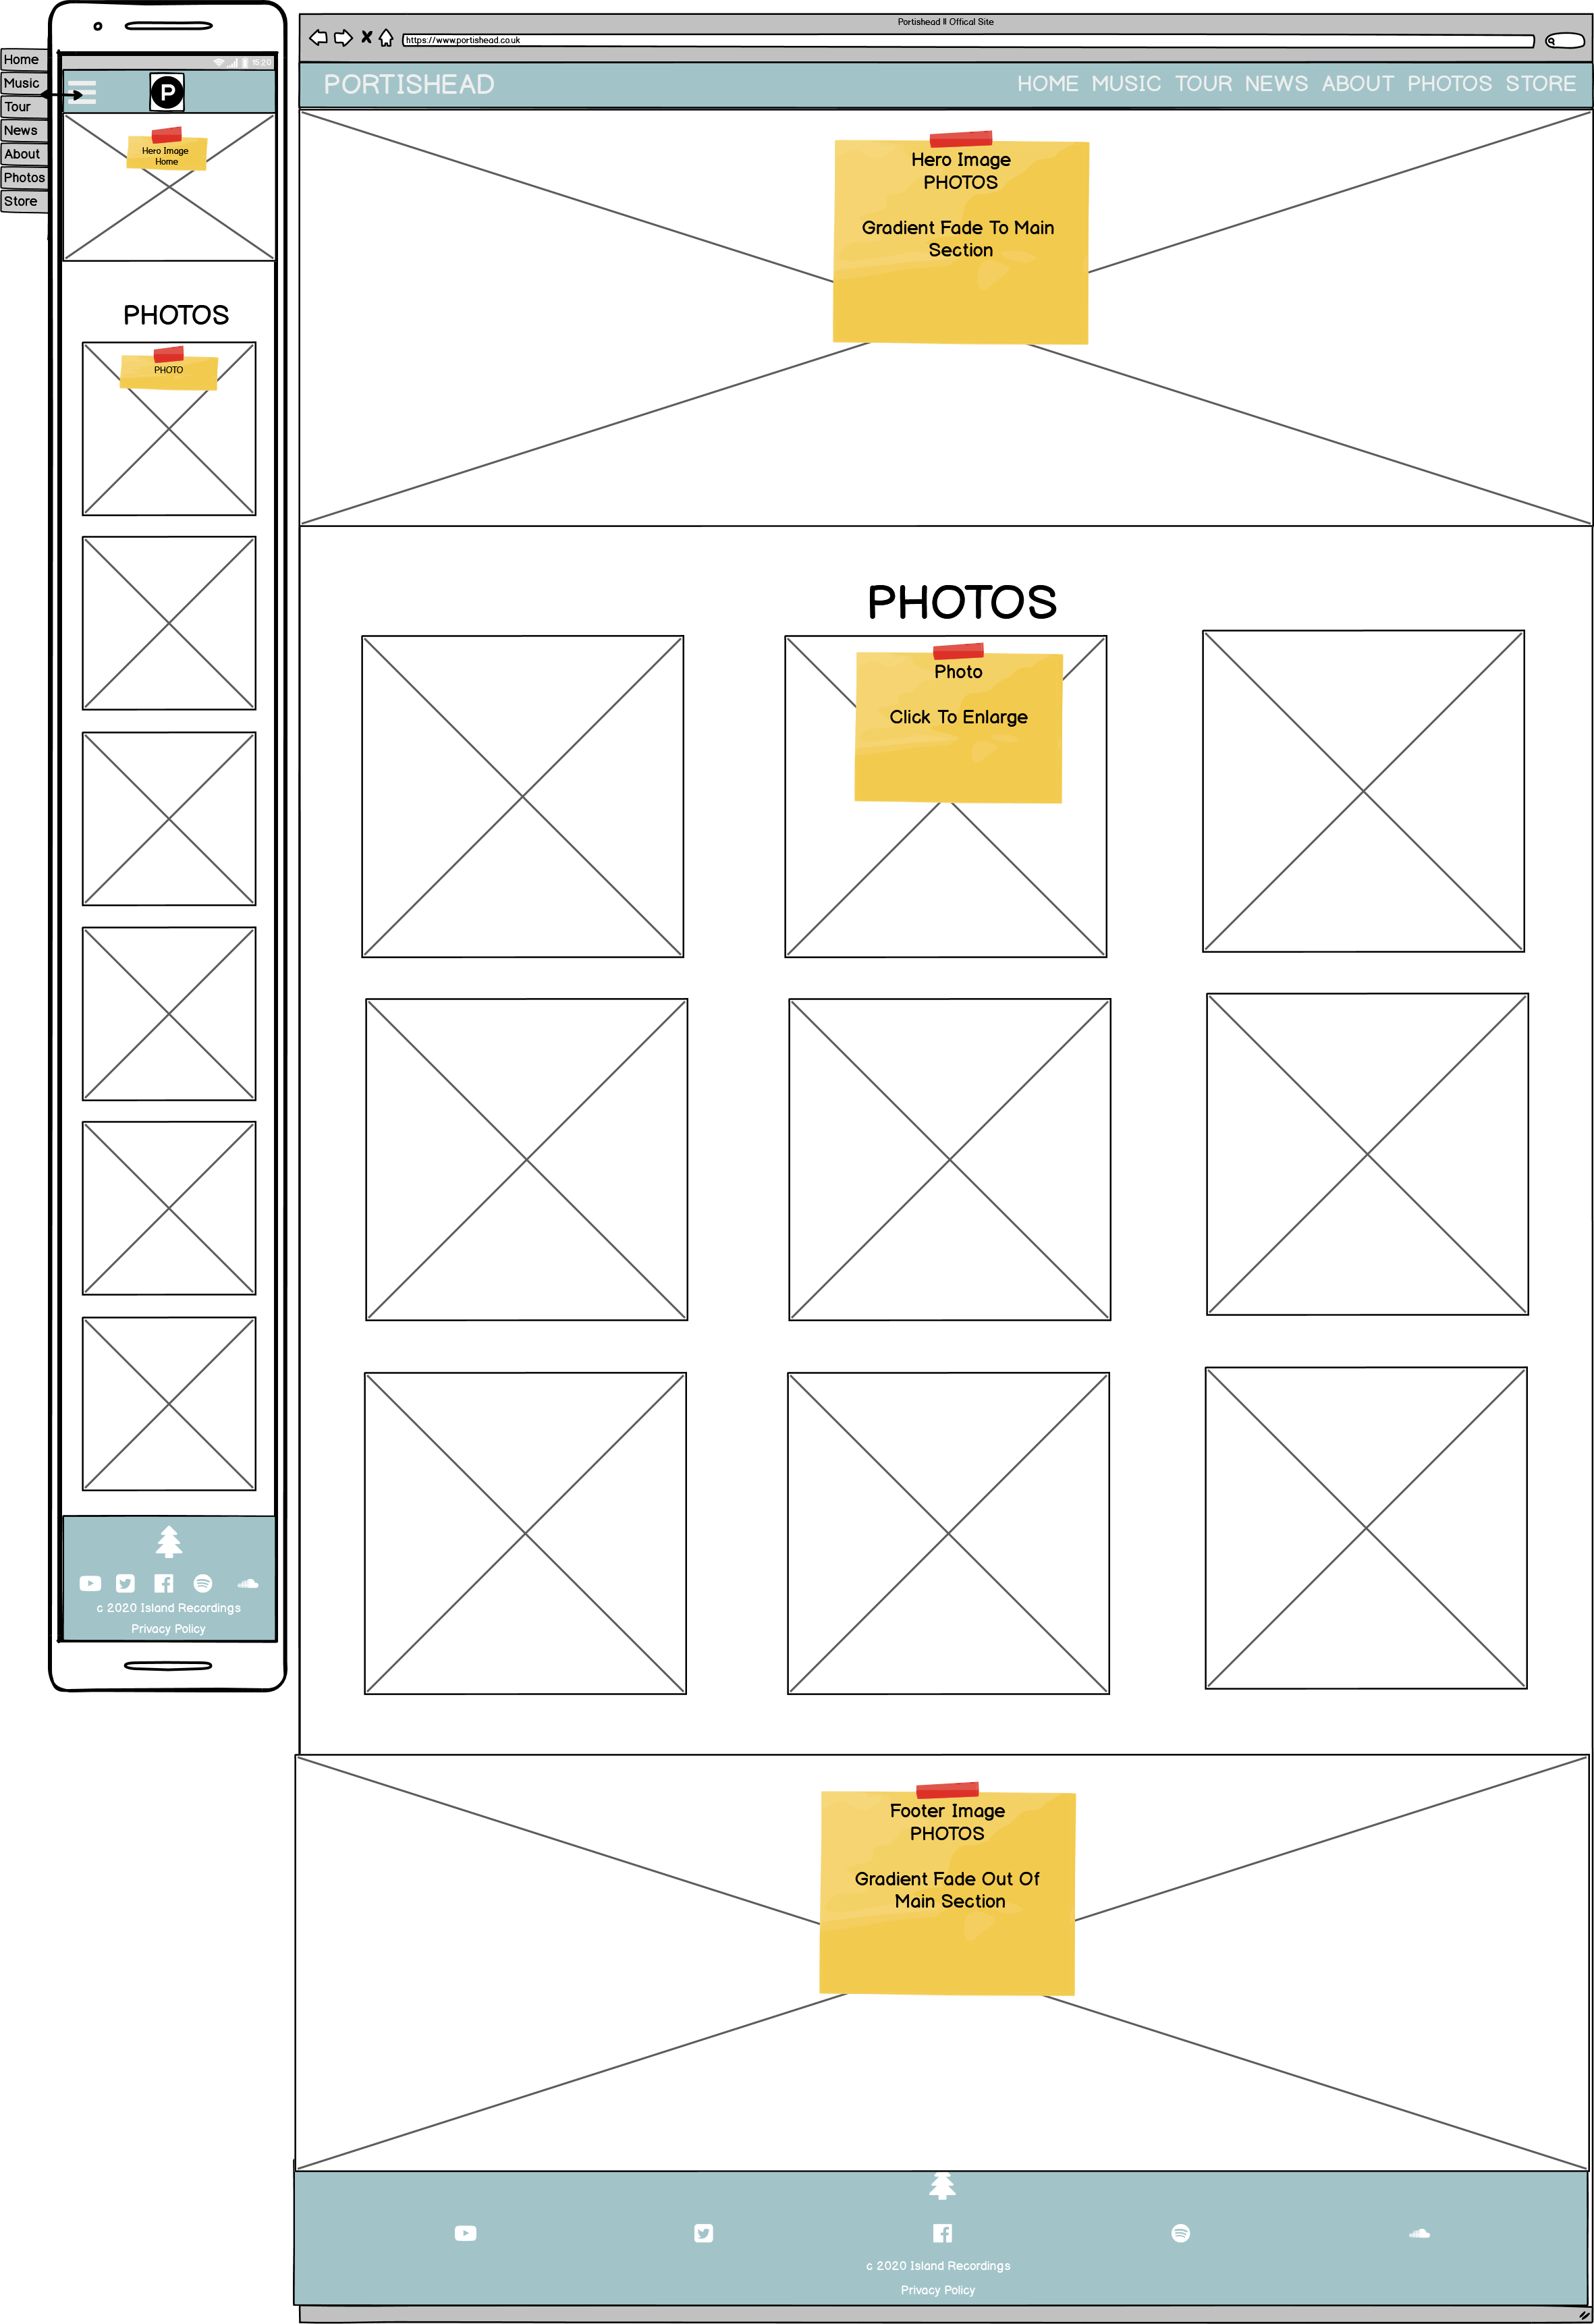 Home
Music
Tour
News
About
Photos
Store
15:20
P
Hero Image
Home
PHOTOS
PHOTO
c 2020 Island Recordings
Privacy Policy
Portishead || Offical Site
https://www.portishead.co.uk
PORTISHEAD
HOME MUSIC TOUR NEWS ABOUT PHOTOS STORE
Hero Image
PHOTOS
Gradient Fade To Main
Section
PHOTOS
Photo
Click To Enlarge
Footer Image
PHOTOS
Gradient Fade Out Of
Main Section
c 2020 Island Recordings
Privacy Policy